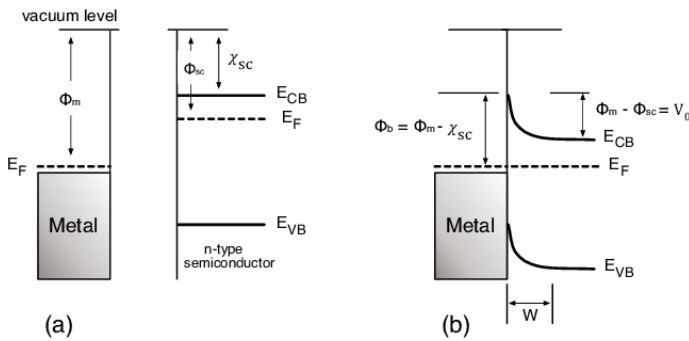 vacuum level
Φm
Φsc
χsc
ECB
EF
EF
Metal
EVB
n-type
semiconductor
(a)
Φb = Φm - χsc
Φm - Φsc = V0
ECB
EF
Metal
EVB
W
(b)